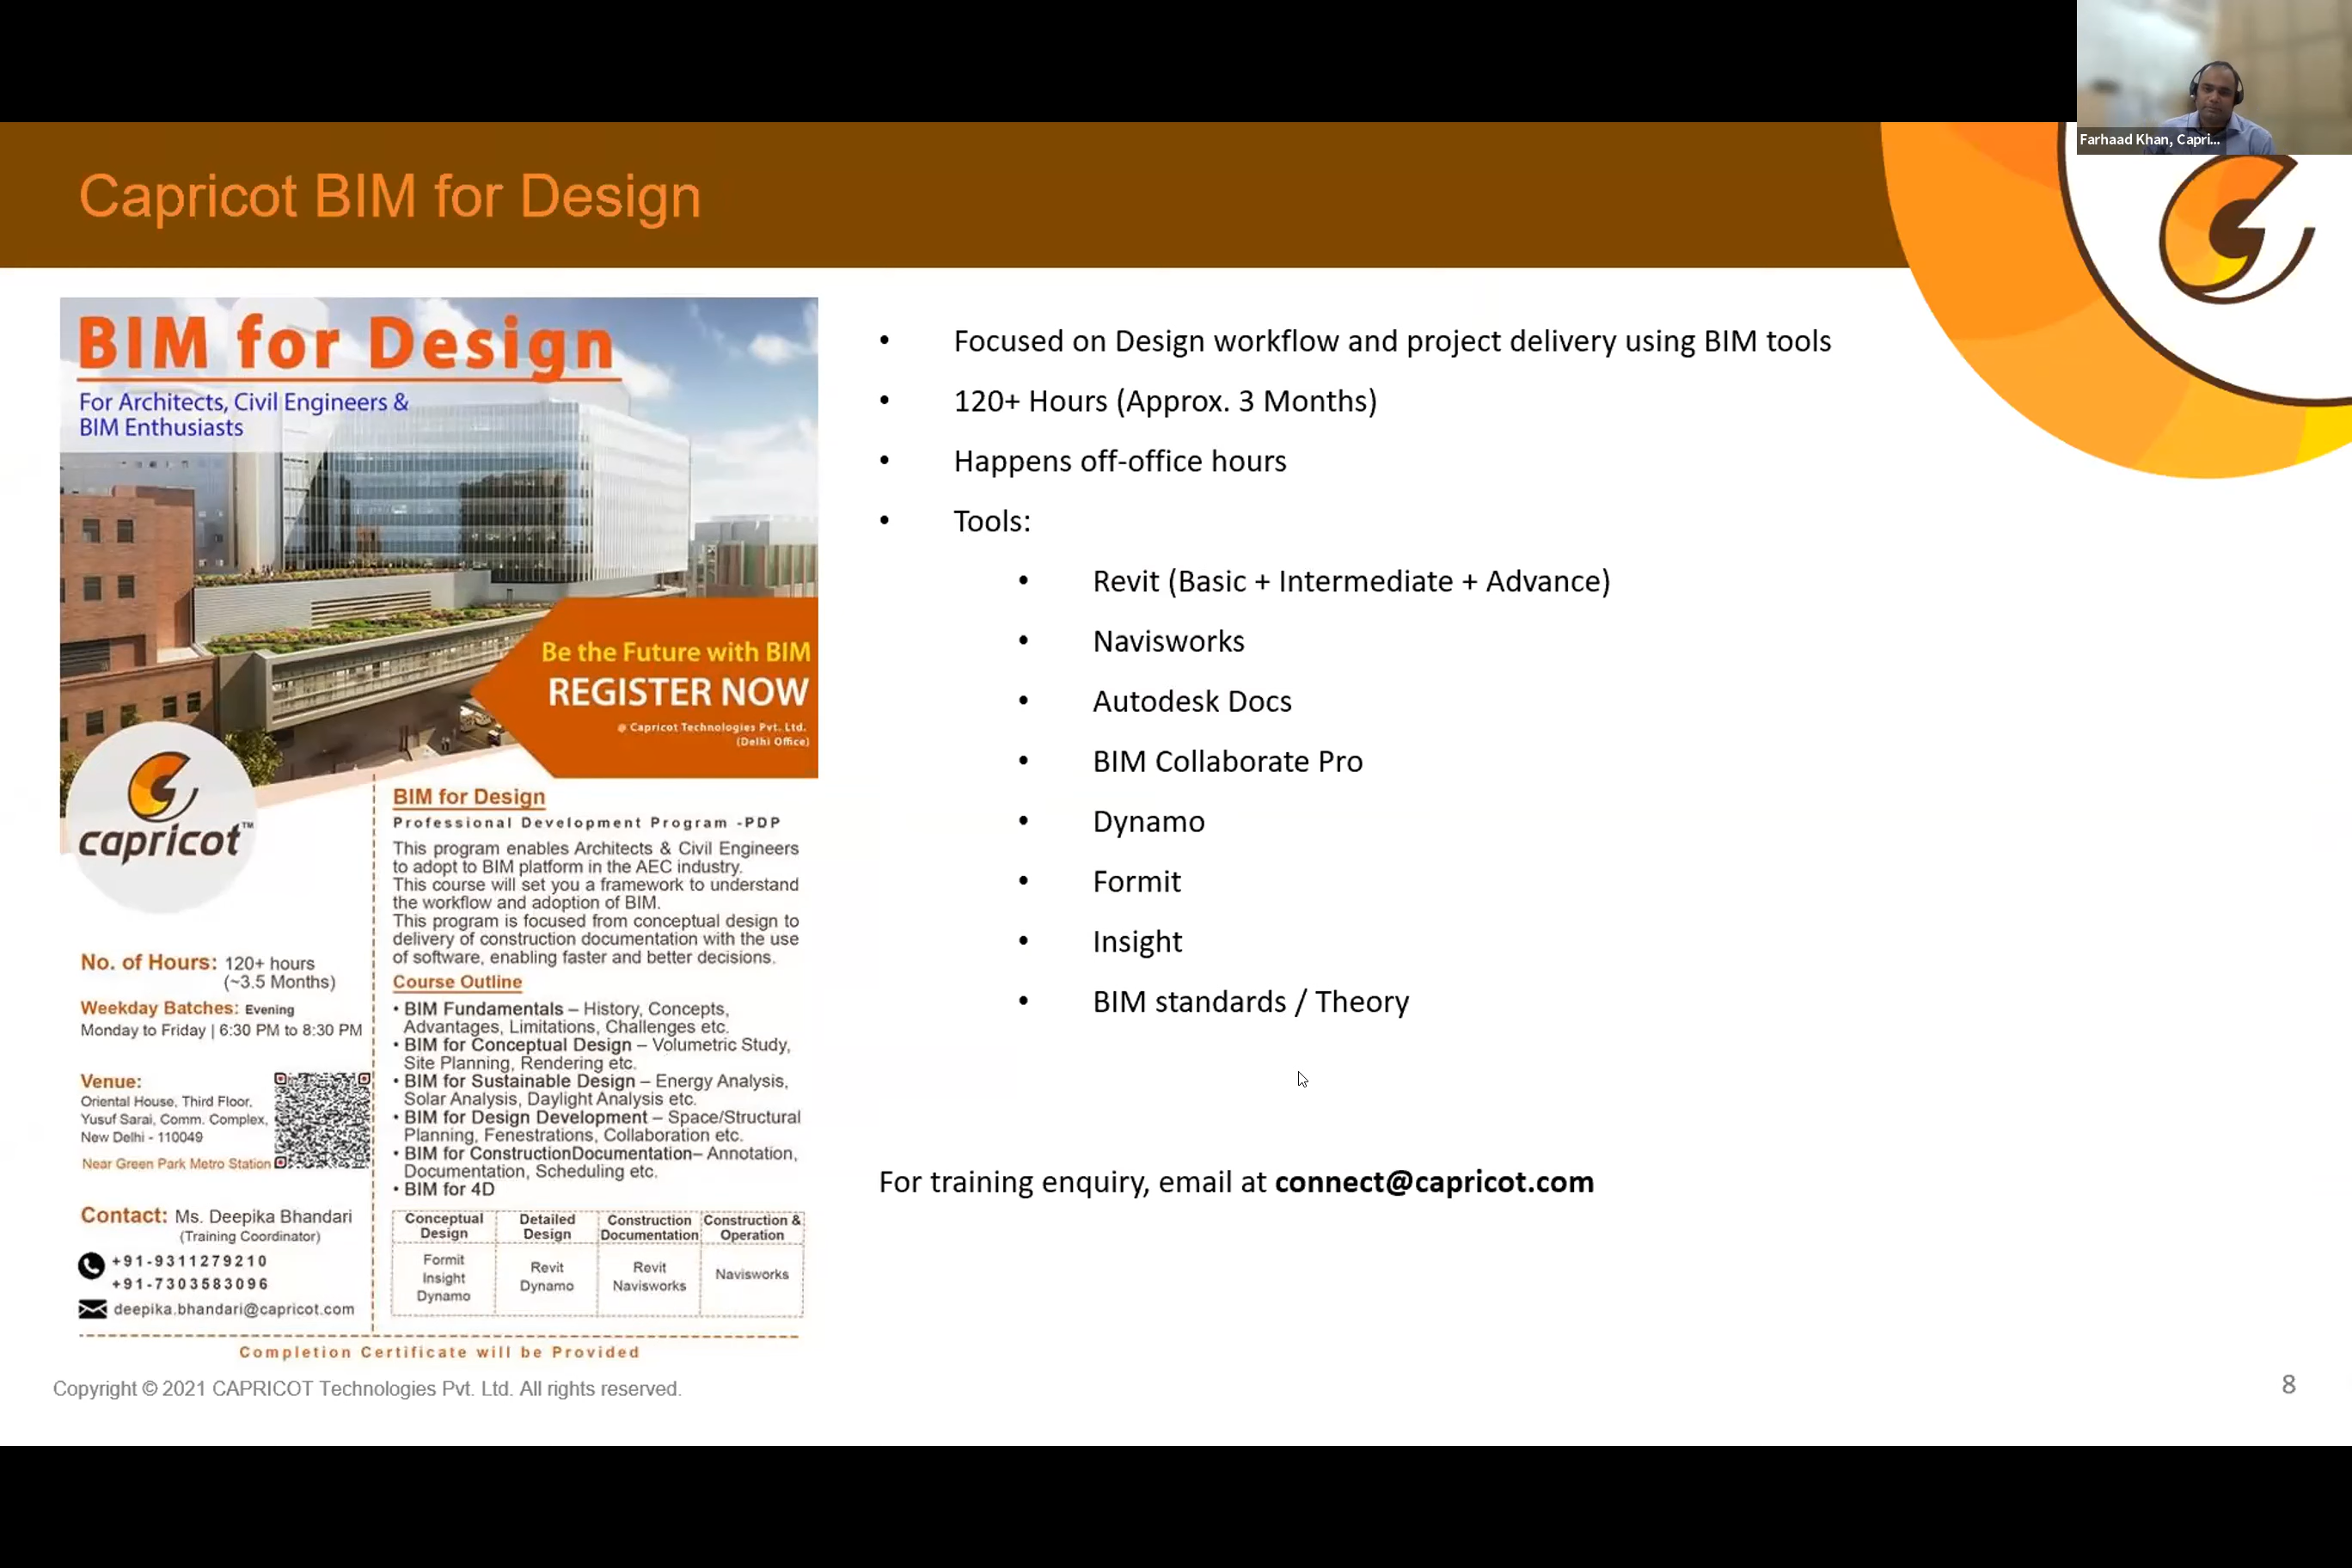 Farhaad Khan, Capri...
Capricot BIM for Design
BIM for Design
For Architects, Civil Engineers &
BIM Enthusiasts
Be the Future with BIM
REGISTER NOW
@ Capricot Technologies Pvt. Ltd.
(Delhi Office)
capricot™
No. of Hours: 120+ hours
(~3.5 Months)
Weekday Batches: Evening
Monday to Friday | 6:30 PM to 8:30 PM
Venue:
Oriental House, Third Floor,
Yusuf Sarai, Comm. Complex,
New Delhi - 110049
Near Green Park Metro Station
Contact: Ms. Deepika Bhandari
(Training Coordinator)
+91-9311279210
+91-7303583096
deepika.bhandari@capricot.com
BIM for Design
Professional Development Program -PDP
This program enables Architects & Civil Engineers
to adopt to BIM platform in the AEC industry.
This course will set you a framework to understand
the workflow and adoption of BIM.
This program is focused from conceptual design to
delivery of construction documentation with the use
of software, enabling faster and better decisions.
Course Outline
• BIM Fundamentals – History, Concepts,
Advantages, Limitations, Challenges etc.
• BIM for Conceptual Design – Volumetric Study,
Site Planning, Rendering etc.
• BIM for Sustainable Design – Energy Analysis,
Solar Analysis, Daylight Analysis etc.
• BIM for Design Development – Space/Structural
Planning, Fenestrations, Collaboration etc.
• BIM for ConstructionDocumentation– Annotation,
Documentation, Scheduling etc.
• BIM for 4D
Conceptual Design
Detailed Design
Construction Documentation
Construction & Operation
Formit
Insight
Dynamo
Revit
Dynamo
Revit
Navisworks
Navisworks
Completion Certificate will be Provided
• Focused on Design workflow and project delivery using BIM tools
• 120+ Hours (Approx. 3 Months)
• Happens off-office hours
• Tools:
• Revit (Basic + Intermediate + Advance)
• Navisworks
• Autodesk Docs
• BIM Collaborate Pro
• Dynamo
• Formit
• Insight
• BIM standards / Theory
For training enquiry, email at connect@capricot.com
Copyright © 2021 CAPRICOT Technologies Pvt. Ltd. All rights reserved.
8